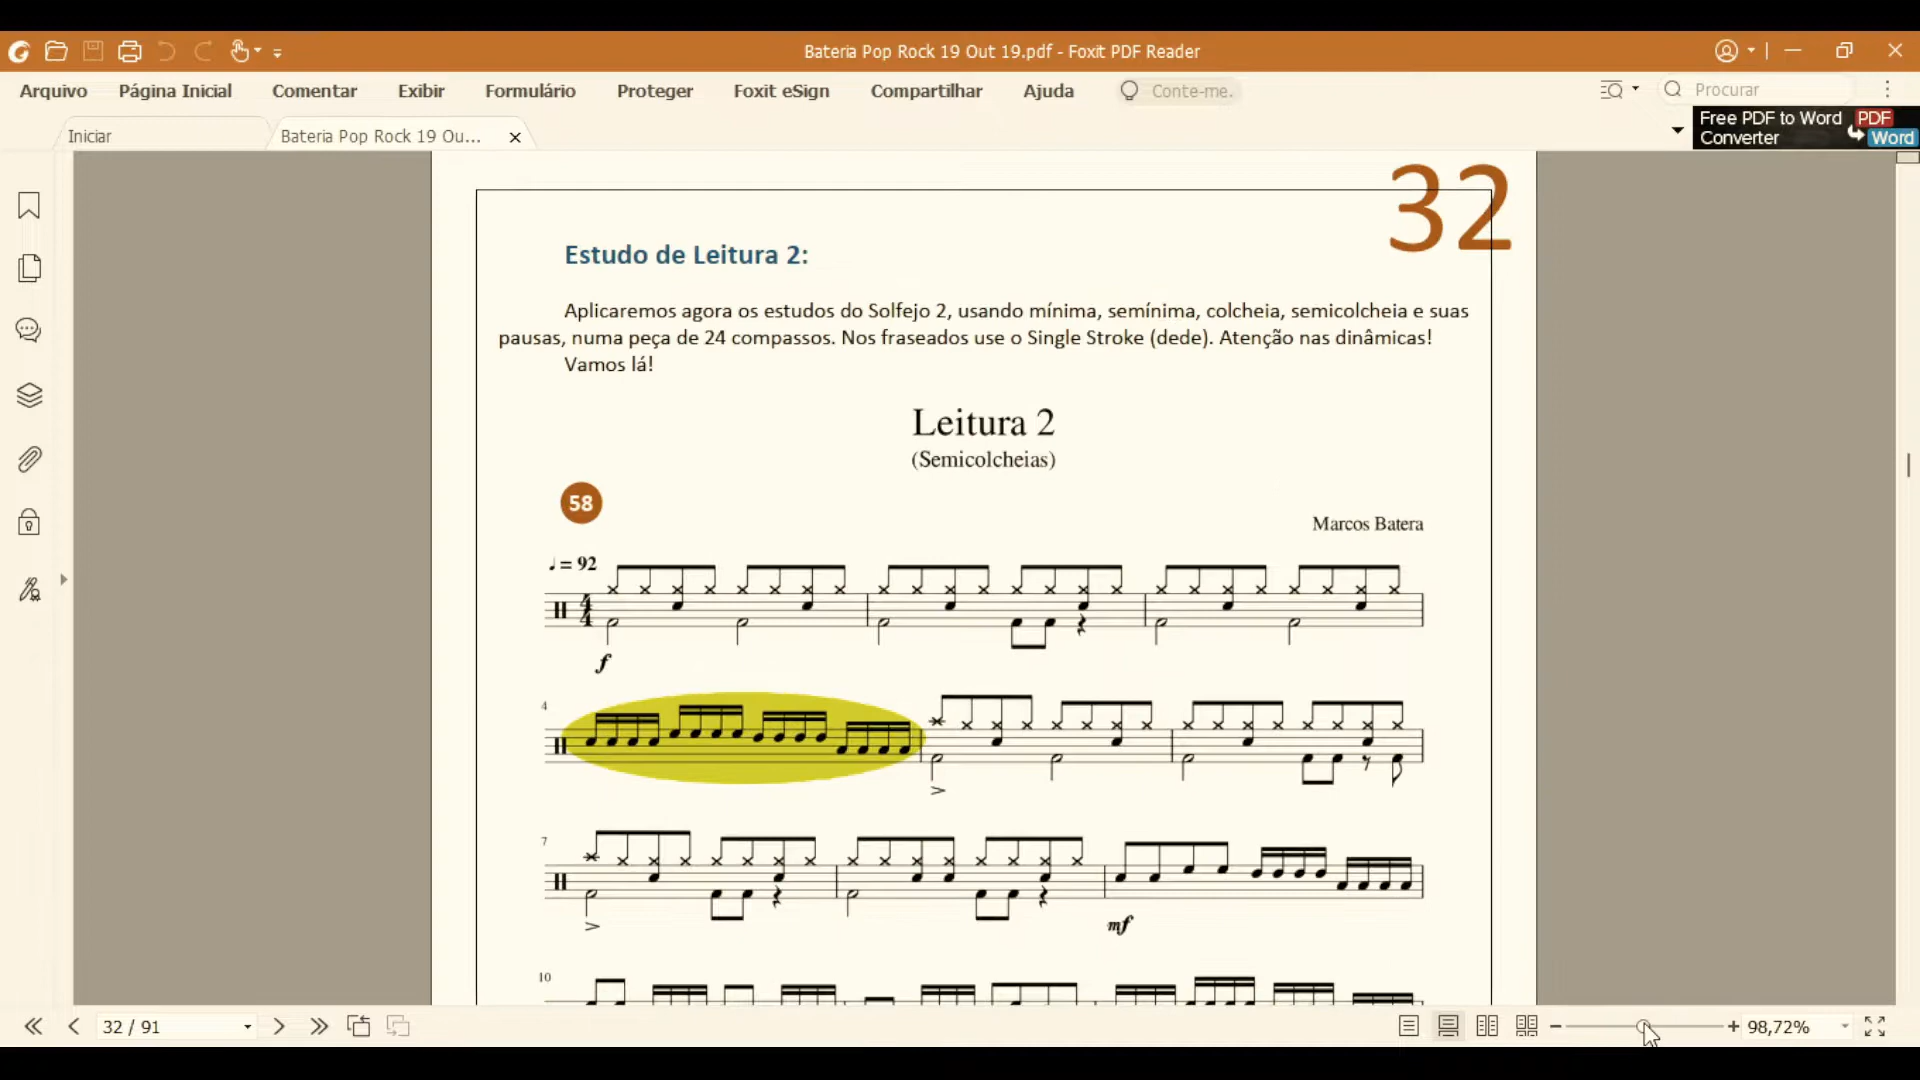 Bateria Pop Rock 19 Out 19.pdf - Foxit PDF Reader
Arquivo Página Inicial Comentar Exibir Formulário Proteger Foxit eSign Compartilhar Ajuda Conte-me. Procurar
Iniciar Bateria Pop Rock 19 Ou... Free PDF to Word PDF
Converter Word
32
Estudo de Leitura 2:
Aplicaremos agora os estudos do Solfejo 2, usando mínima, semínima, colcheia, semicolcheia e suas
pausas, numa peça de 24 compassos. Nos fraseados use o Single Stroke (dede). Atenção nas dinâmicas!
Vamos lá!
Leitura 2
(Semicolcheias)
58
Marcos Batera
♩ = 92
4
4
f
4
7
mf
10
32 / 91 98,72%